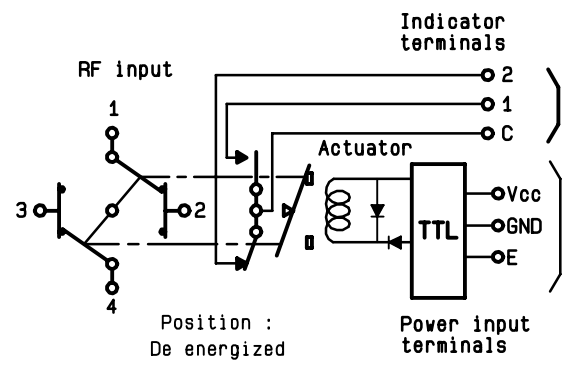 Indicator
terminals
RF input
2
1
1
C
Actuator
3
2
TTL
Vcc
GND
E
4
Position :
De energized
Power input
terminals